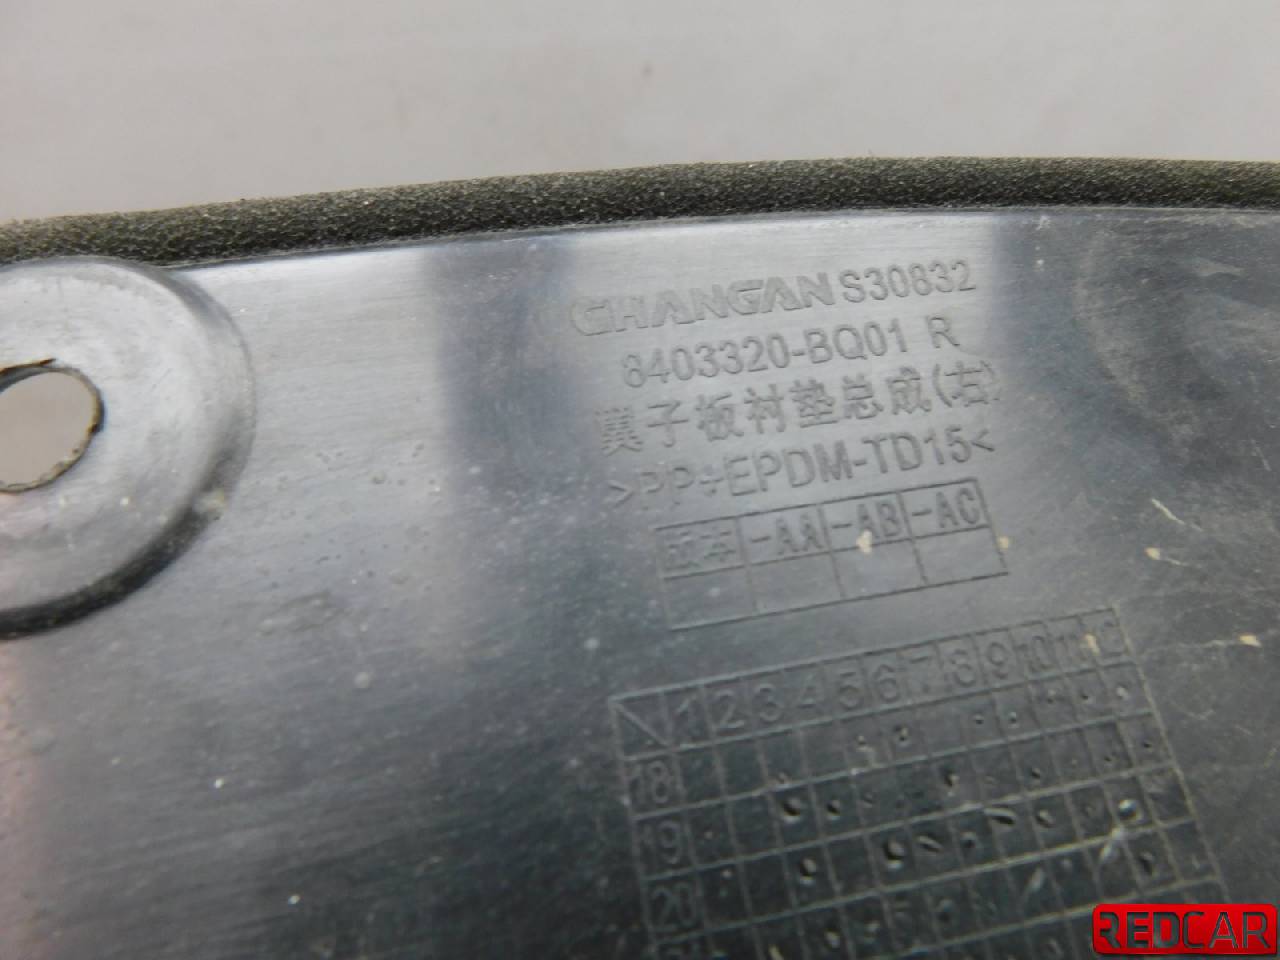 CHANGAN S30832
8403320-BQ01 R
翼子板衬垫总成(右)
>PP+EPDM-TD15<
版本 -AA -AB -AC
1 2 3 4 5 6 7 8 9 10 11
18
19
20
REDCAR